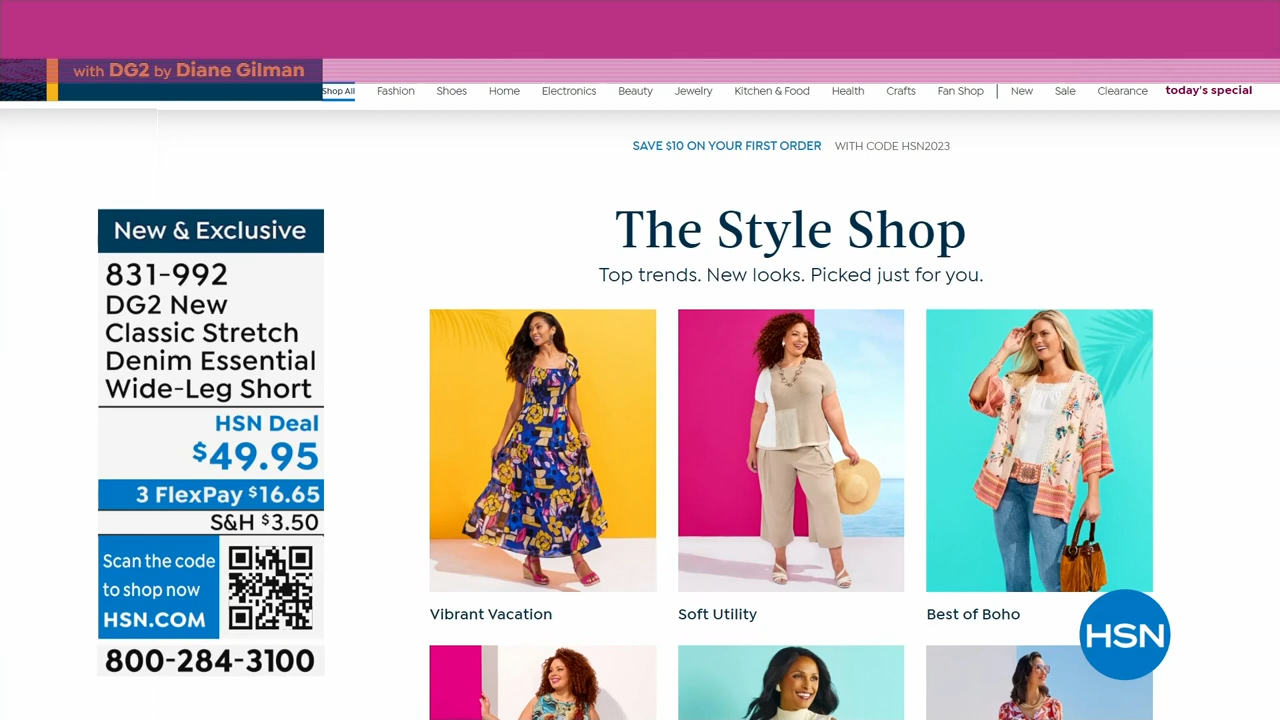 with DG2 by Diane Gilman
Shop All Fashion Shoes Home Electronics Beauty Jewelry Kitchen & Food Health Crafts Fan Shop | New Sale Clearance today's special
SAVE $10 ON YOUR FIRST ORDER WITH CODE HSN2023
New & Exclusive
831-992
DG2 New
Classic Stretch
Denim Essential
Wide-Leg Short
HSN Deal
$49.95
3 FlexPay $16.65
S&H $3.50
Scan the code
to shop now
HSN.COM
800-284-3100
The Style Shop
Top trends. New looks. Picked just for you.
Vibrant Vacation
Soft Utility
Best of Boho
HSN